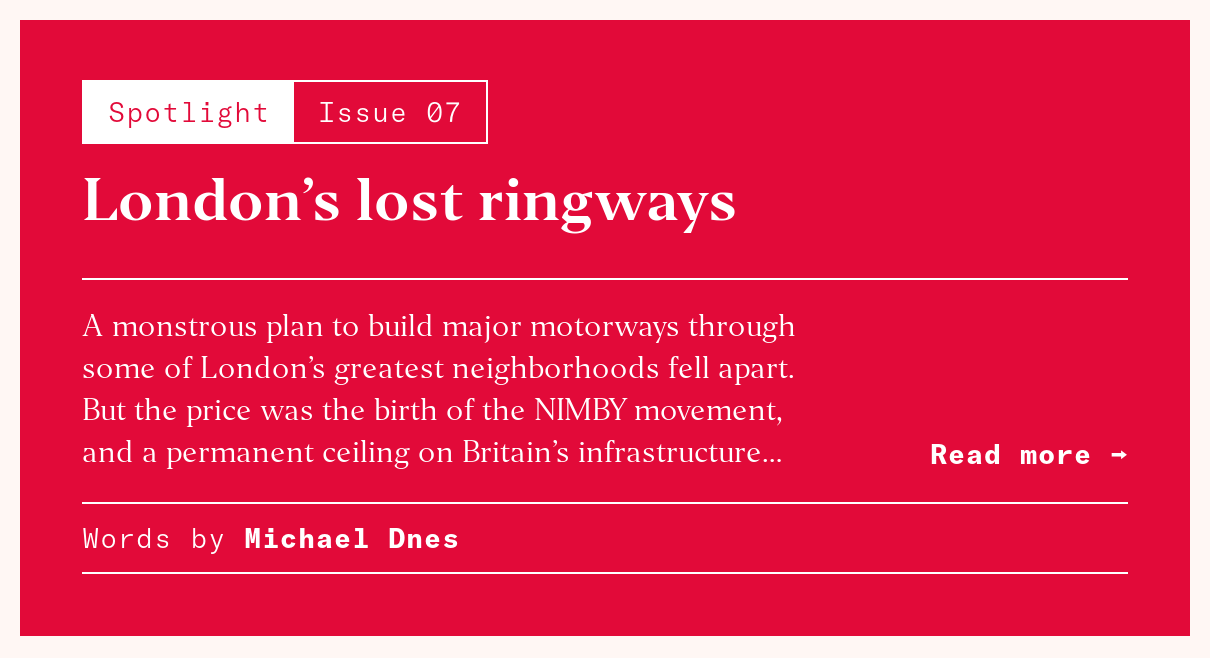 Spotlight Issue 07
London’s lost ringways
A monstrous plan to build major motorways through
some of London’s greatest neighborhoods fell apart.
But the price was the birth of the NIMBY movement,
and a permanent ceiling on Britain’s infrastructure...
Read more →
Words by Michael Dnes